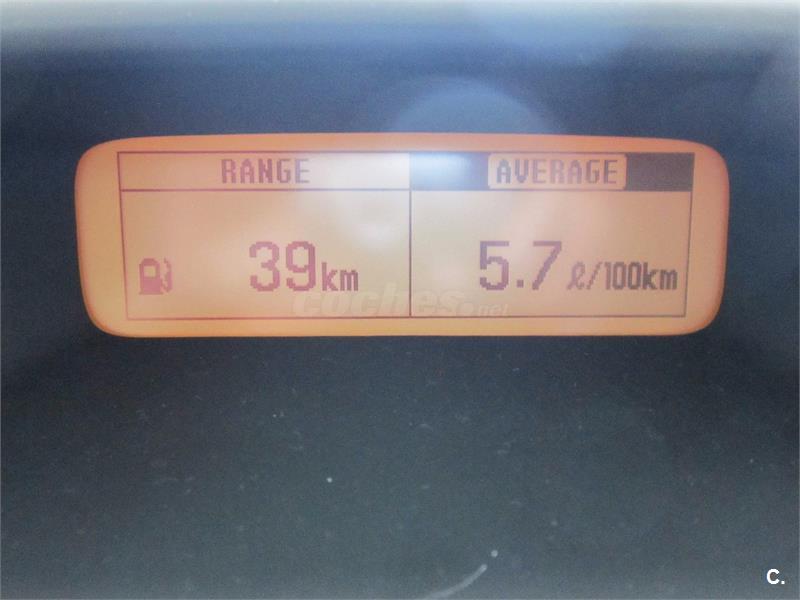 RANGE AVERAGE
39km 5.7 ℓ/100km
coches.net
C.